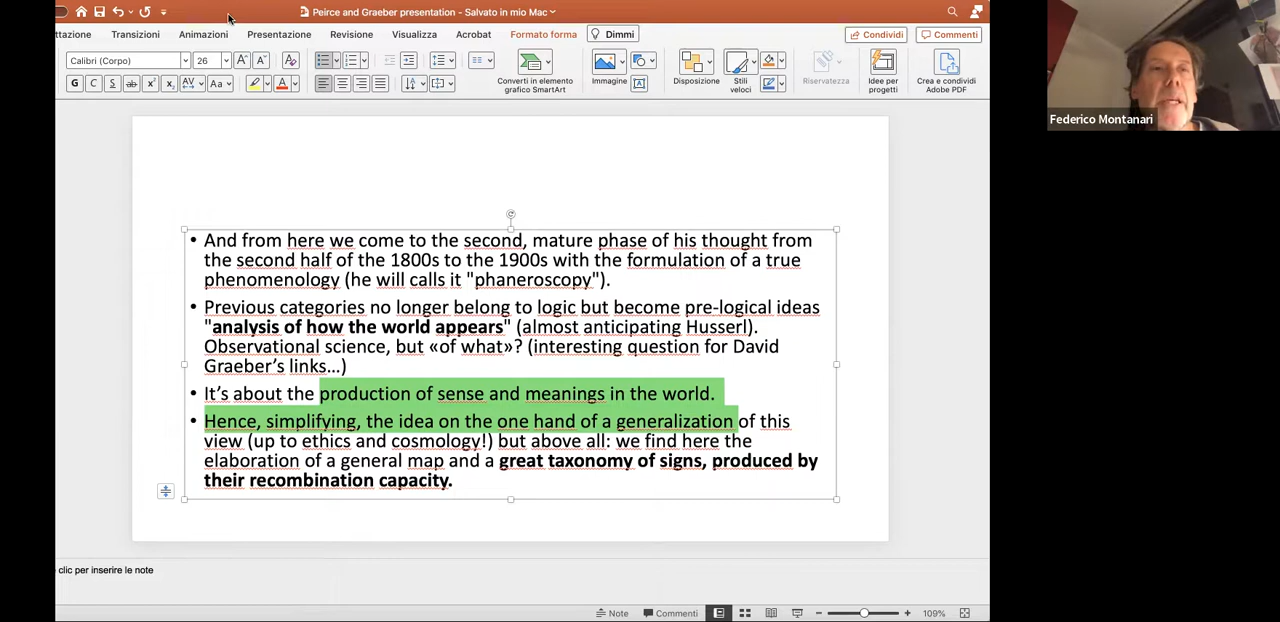 Peirce and Graeber presentation - Salvato in mio Mac
ttazione Transizioni Animazioni Presentazione Revisione Visualizza Acrobat Formato forma Dimmi Condividi Commenti
Calibri (Corpo) 26
G C S ab x² x₂ AV Aa A
Converti in elemento grafico SmartArt
Immagine
Disposizione
Stili veloci
Riservatezza
Idee per progetti
Crea e condividi Adobe PDF
Federico Montanari
• And from here we come to the second, mature phase of his thought from
the second half of the 1800s to the 1900s with the formulation of a true
phenomenology (he will calls it "phaneroscopy").
• Previous categories no longer belong to logic but become pre-logical ideas
"analysis of how the world appears" (almost anticipating Husserl).
Observational science, but «of what»? (interesting question for David
Graeber's links...)
• It's about the production of sense and meanings in the world.
• Hence, simplifying, the idea on the one hand of a generalization of this
view (up to ethics and cosmology!) but above all: we find here the
elaboration of a general map and a great taxonomy of signs, produced by
their recombination capacity.
clic per inserire le note
Note Commenti 109%